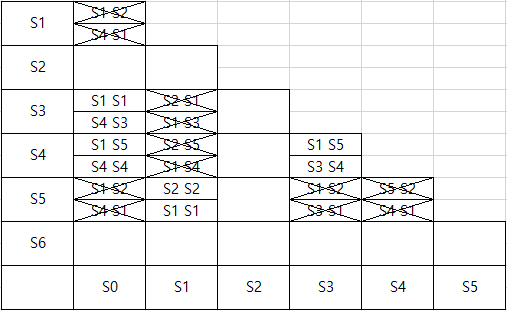 S1 S1 S2
S4 S1
S2
S3 S1 S1 S2 S1
S4 S3 S1 S3
S4 S1 S5 S2 S5 S1 S5
S4 S4 S1 S4 S3 S4
S5 S1 S2 S2 S2 S1 S2 S5 S2
S4 S1 S1 S1 S3 S1 S4 S1
S6
S0 S1 S2 S3 S4 S5